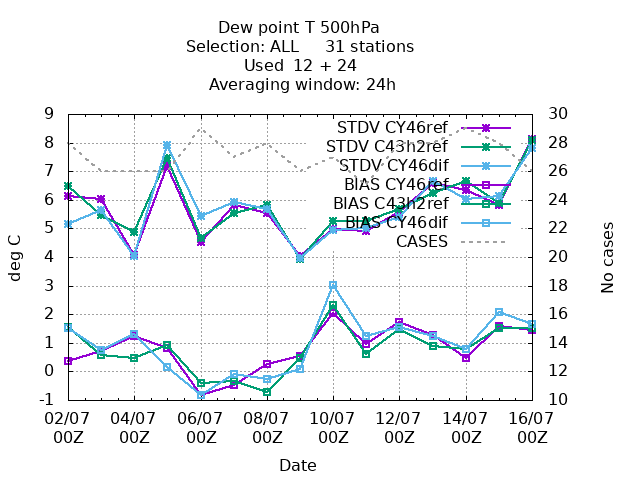 Dew point T 500hPa
Selection: ALL 31 stations
Used 12 + 24
Averaging window: 24h
9 30
8 28
7 26
6 24
5 22
4 20
3 18
2 16
1 14
0 12
-1 10
STDV CY46ref
STDV C43h2ref
STDV CY46dif
BIAS CY46ref
BIAS C43h2ref
BIAS CY46dif
CASES
deg C
No cases
02/07 04/07 06/07 08/07 10/07 12/07 14/07 16/07
00Z 00Z 00Z 00Z 00Z 00Z 00Z 00Z
Date